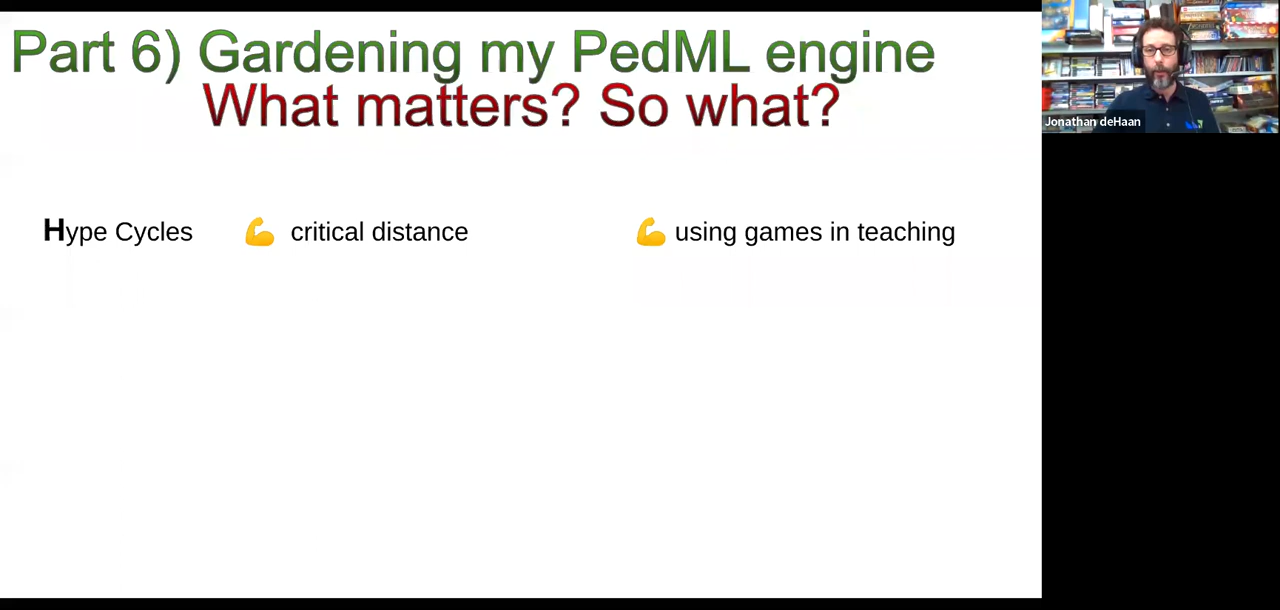 Part 6) Gardening my PedML engine
What matters? So what?
Hype Cycles 💪 critical distance 💪 using games in teaching
Jonathan deHaan